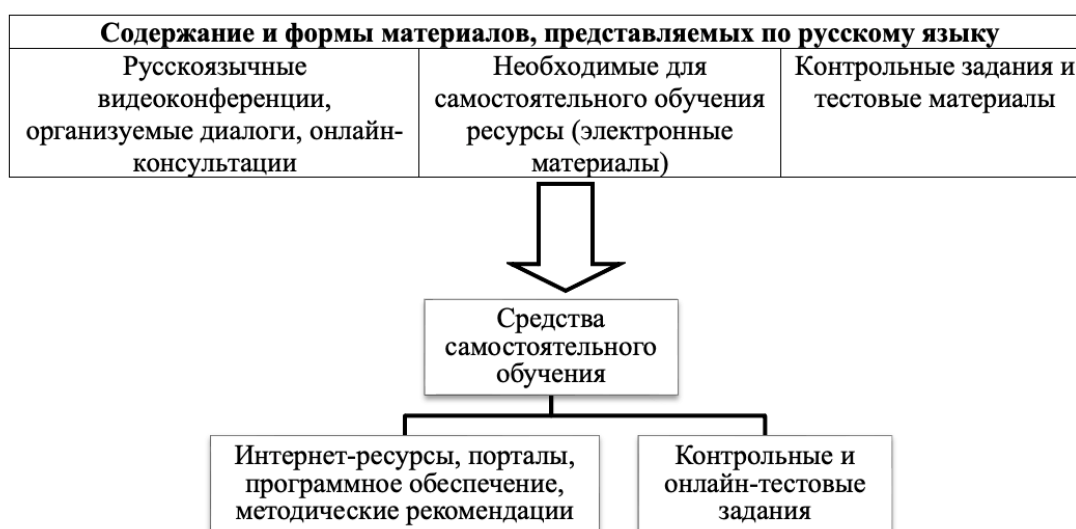 Содержание и формы материалов, представляемых по русскому языку
Русскоязычные
видеоконференции,
организуемые диалоги, онлайн-
консультации
Необходимые для
самостоятельного обучения
ресурсы (электронные
материалы)
Контрольные задания и
тестовые материалы
Средства
самостоятельного
обучения
Интернет-ресурсы, порталы,
программное обеспечение,
методические рекомендации
Контрольные и
онлайн-тестовые
задания